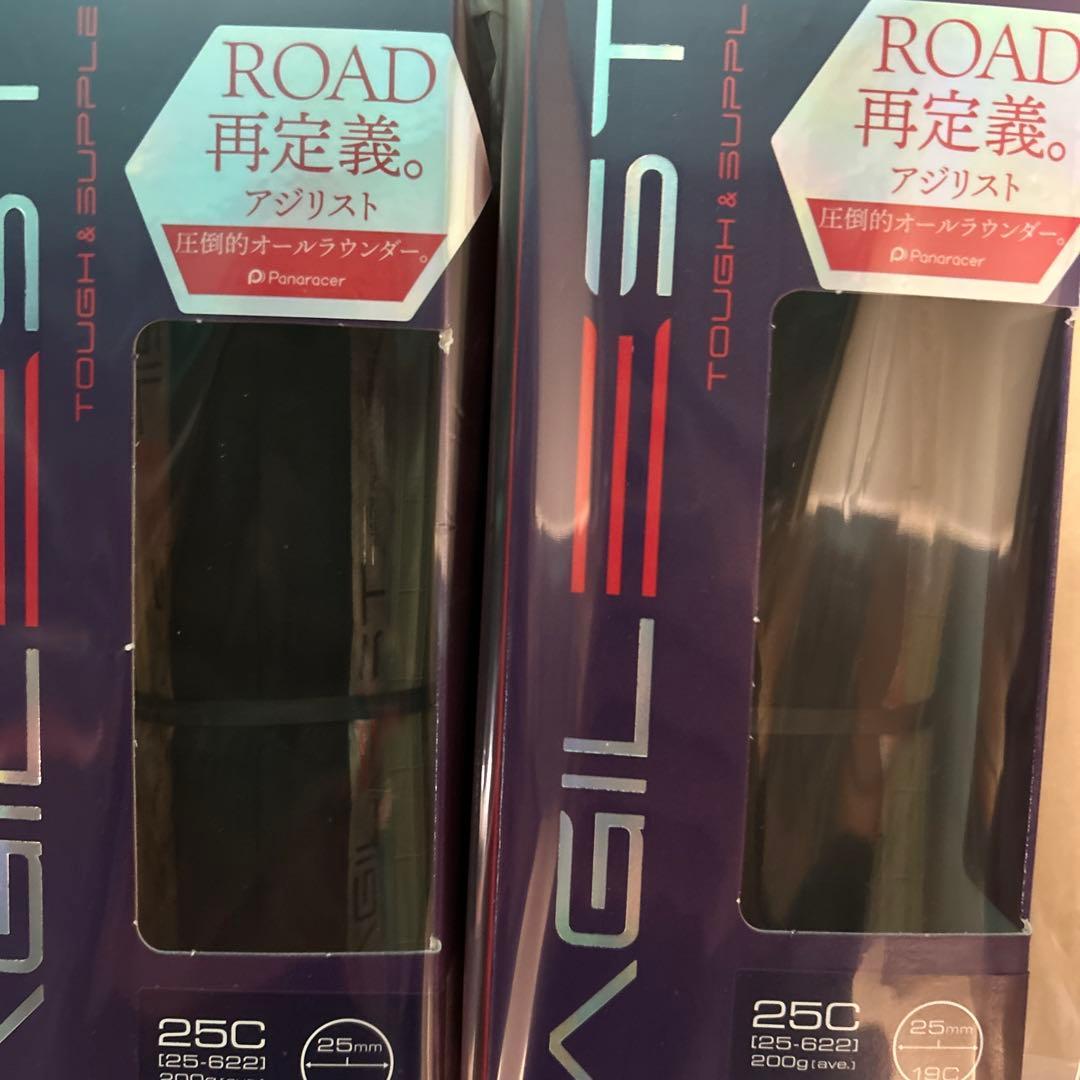 ROAD
再定義。
アジリスト
圧倒的オールラウンダー。
Panaracer
TOUGH & SUPPLE
25C
[25-622]
25mm
ROAD
再定義。
アジリスト
圧倒的オールラウンダー。
Panaracer
TOUGH & SUPPL
AGILEST
25C
[25-622]
200g[ave.]
25mm
19C